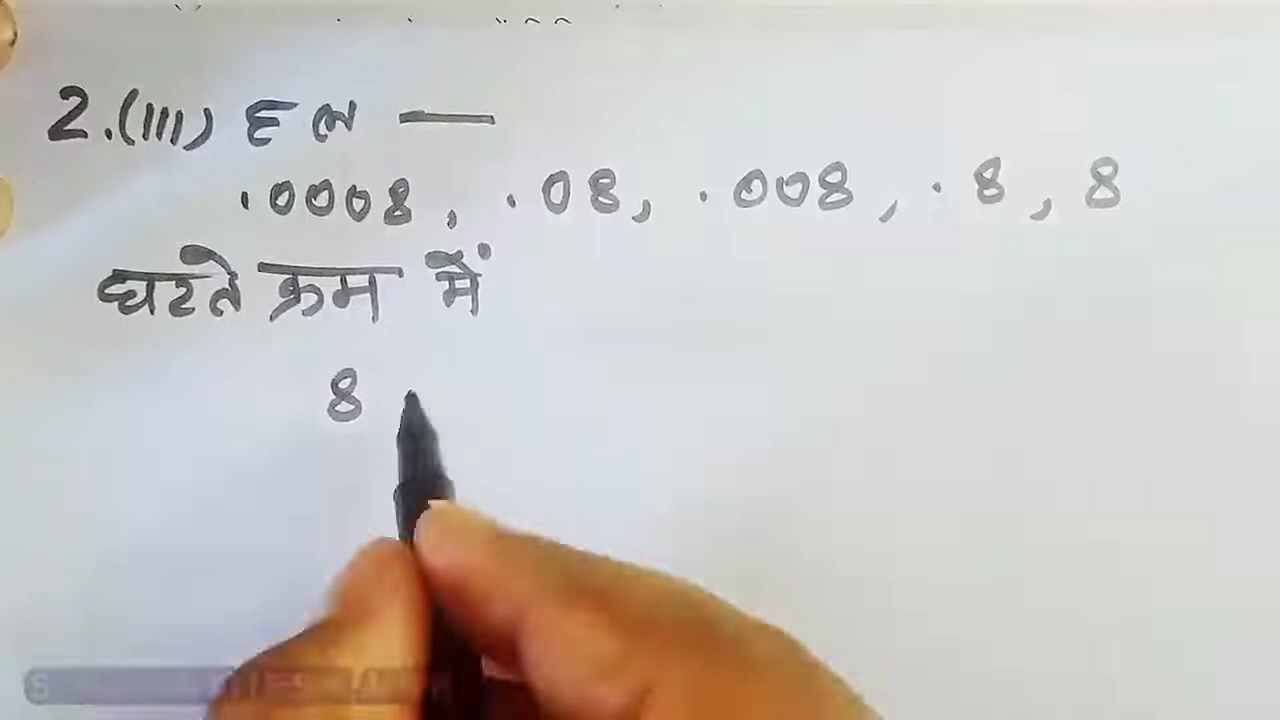 2.(III) हल —
.0008, .08, .008, .8, 8
घटते क्रम में
8